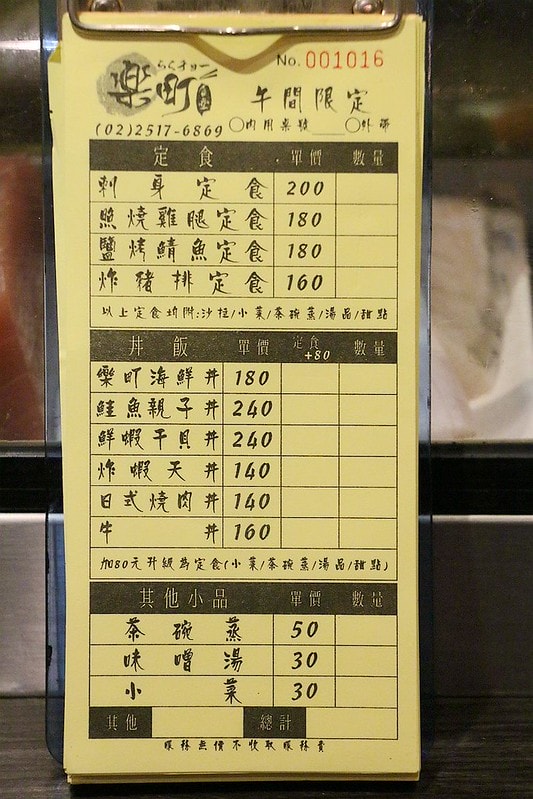 らくチョー
No. 001016
楽町
午間限定
(02)2517-6869 ○內用桌號____○外帶
定食 單價 數量
刺身定食 200
照燒雞腿定食 180
鹽烤鯖魚定食 180
炸豬排定食 160
以上定食均附:沙拉/小菜/茶碗蒸/湯品/甜點
丼飯 單價 定食+80 數量
樂町海鮮丼 180
鮭魚親子丼 240
鮮蝦干貝丼 240
炸蝦天丼 140
日式燒肉丼 140
牛丼 160
加80元升級為定食(小菜/茶碗蒸/湯品/甜點)
其他小品 單價 數量
茶碗蒸 50
味噌湯 30
小菜 30
其他 總計
服務無價不收取服務費